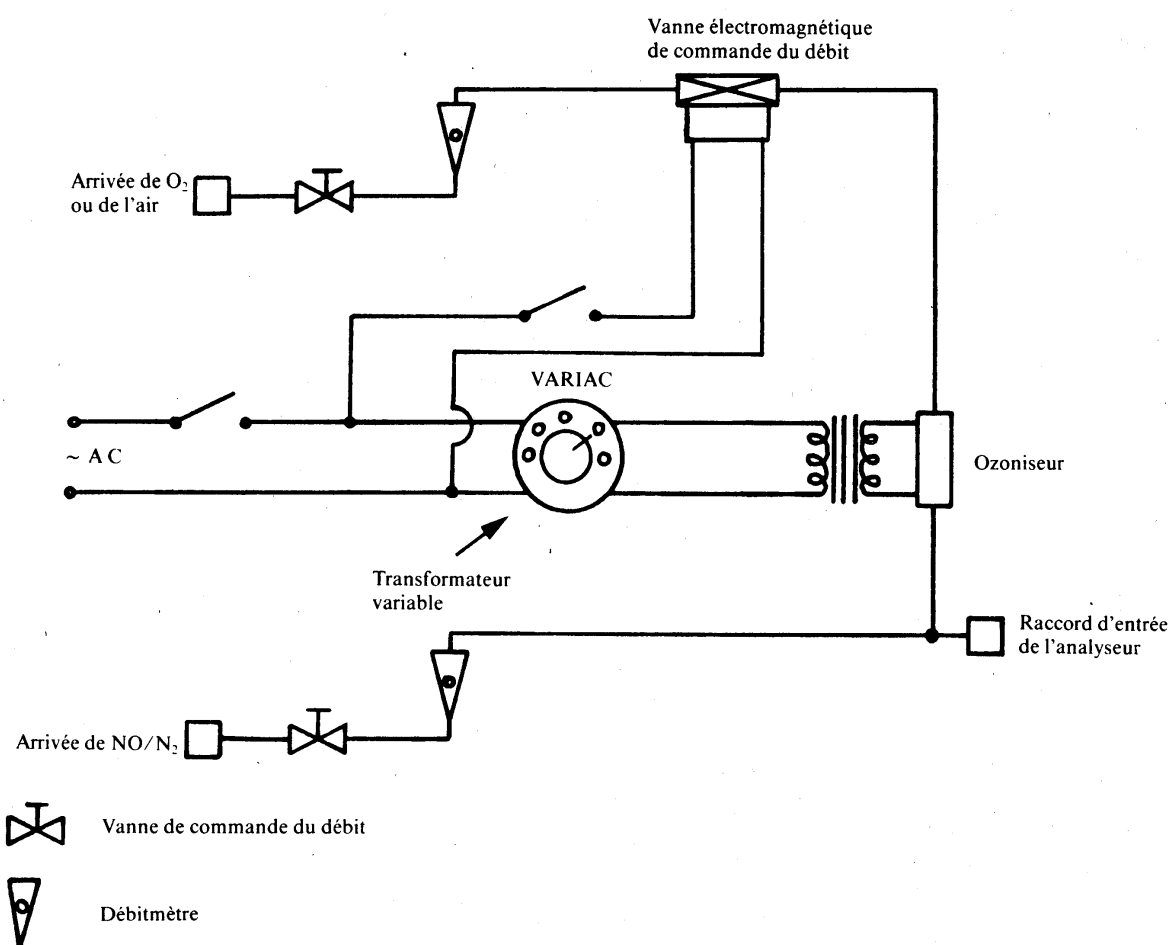 Vanne électromagnétique
de commande du débit
Arrivée de O₂
ou de l'air
VARIAC
~ A C
Ozoniseur
Transformateur
variable
Raccord d'entrée
de l'analyseur
Arrivée de NO/N₂
Vanne de commande du débit
Débitmètre